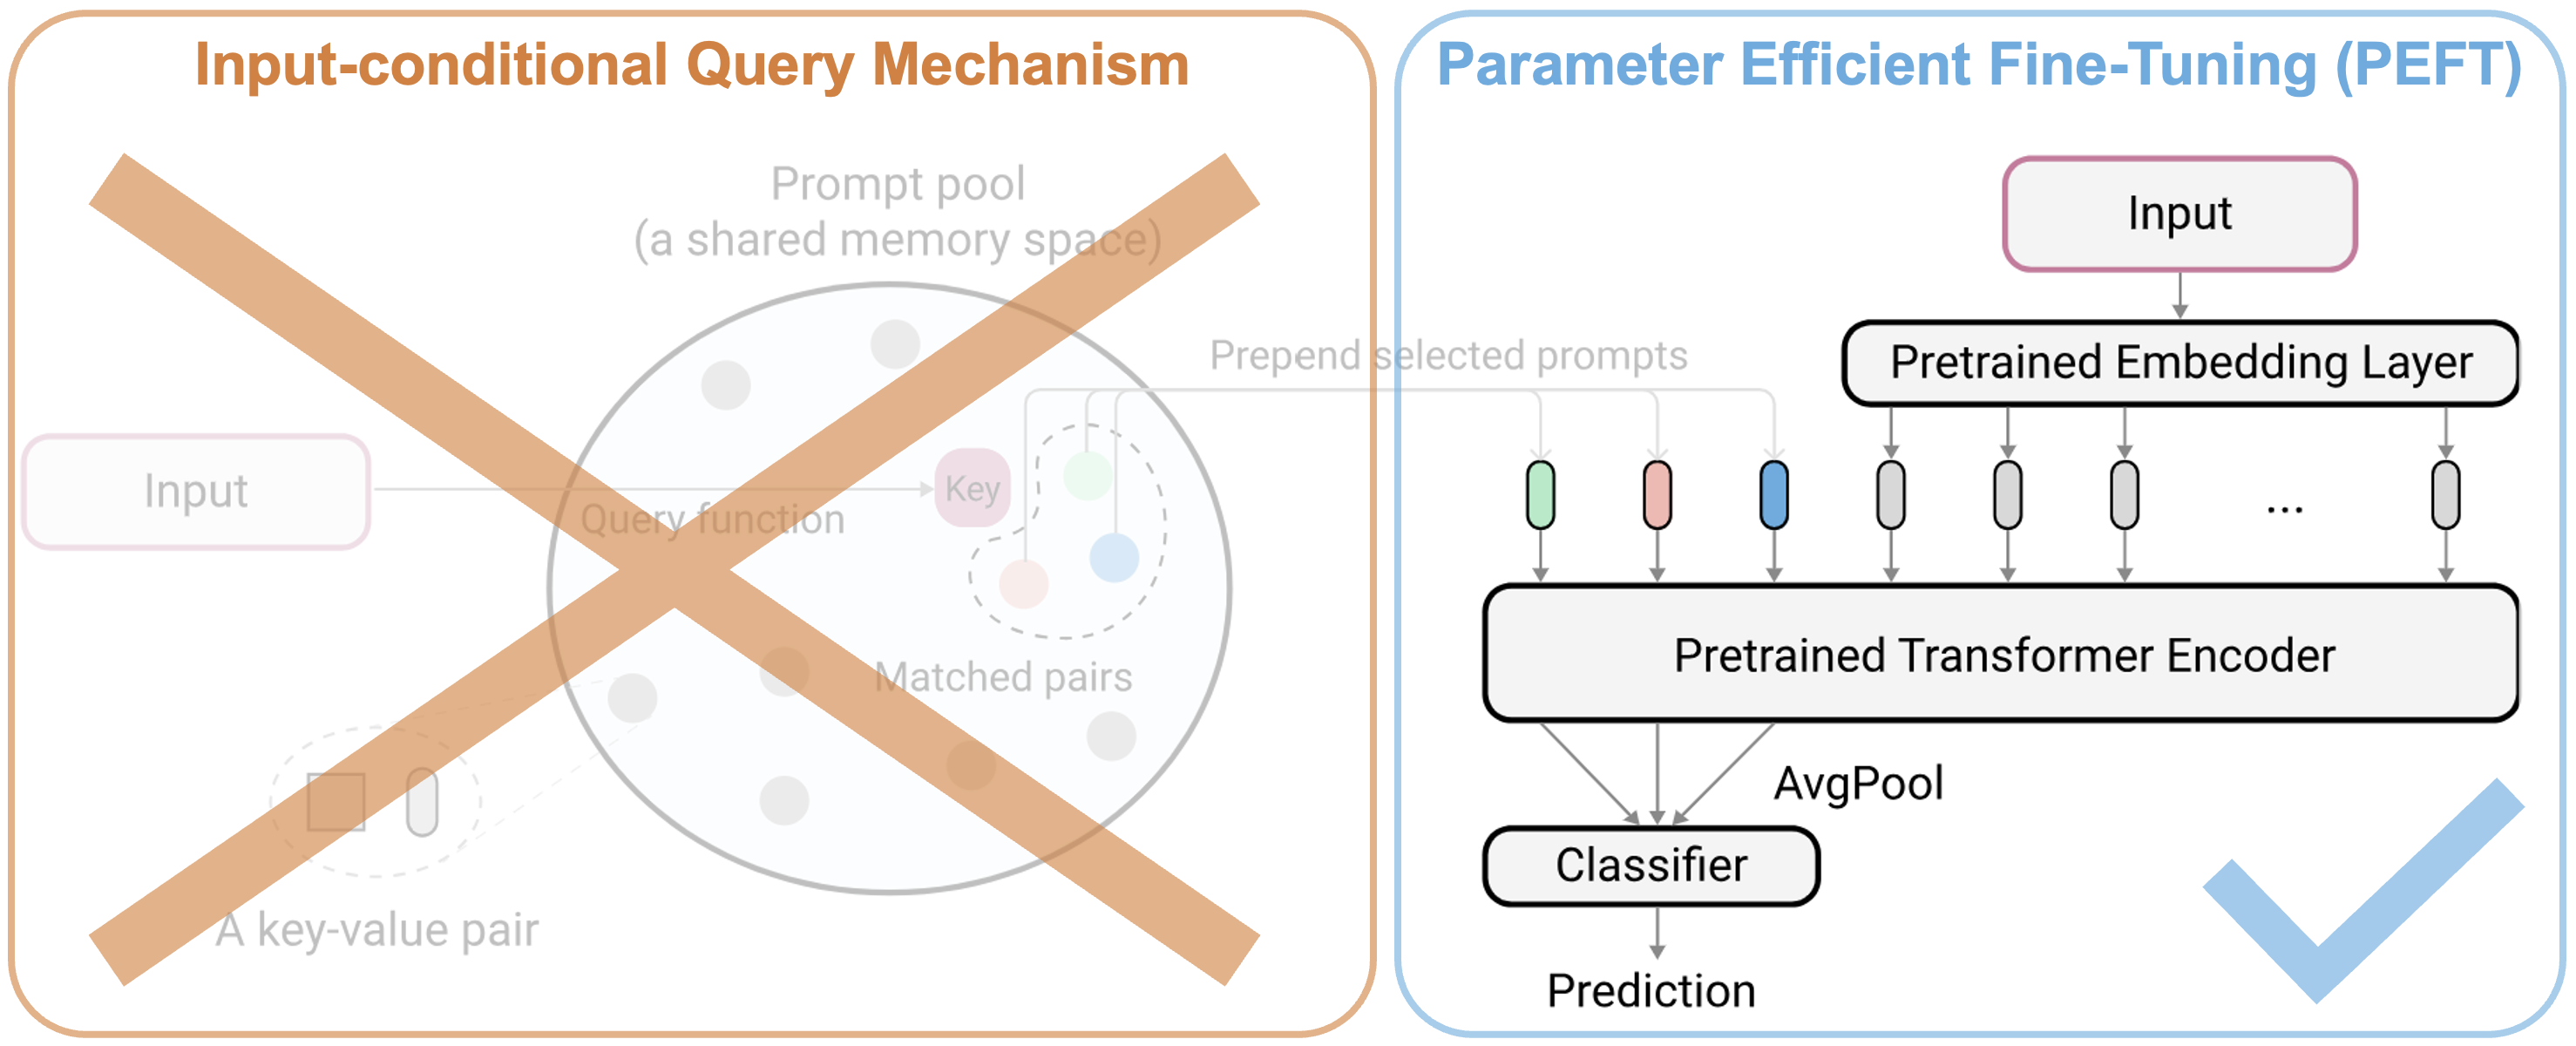 Input-conditional Query Mechanism
Prompt pool
(a shared memory space)
Input
Query function
Key
Matched pairs
A key-value pair
Prepend selected prompts
Parameter Efficient Fine-Tuning (PEFT)
Input
Pretrained Embedding Layer
...
Pretrained Transformer Encoder
AvgPool
Classifier
Prediction